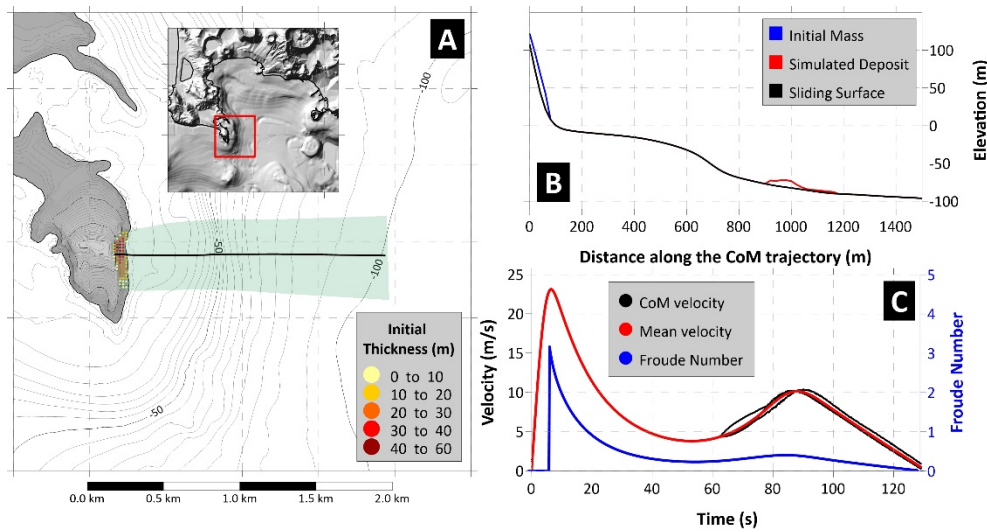 A
-100
-50
-100
-50
Initial
Thickness (m)
0 to 10
10 to 20
20 to 30
30 to 40
40 to 60
0.0 km 0.5 km 1.0 km 1.5 km 2.0 km
Initial Mass
Simulated Deposit
Sliding Surface
B
100
50
0
-50
-100
Elevation (m)
0 200 400 600 800 1000 1200 1400
Distance along the CoM trajectory (m)
C
CoM velocity
Mean velocity
Froude Number
25
20
15
10
5
0
Velocity (m/s)
5
4
3
2
1
0
Froude Number
0 20 40 60 80 100 120
Time (s)